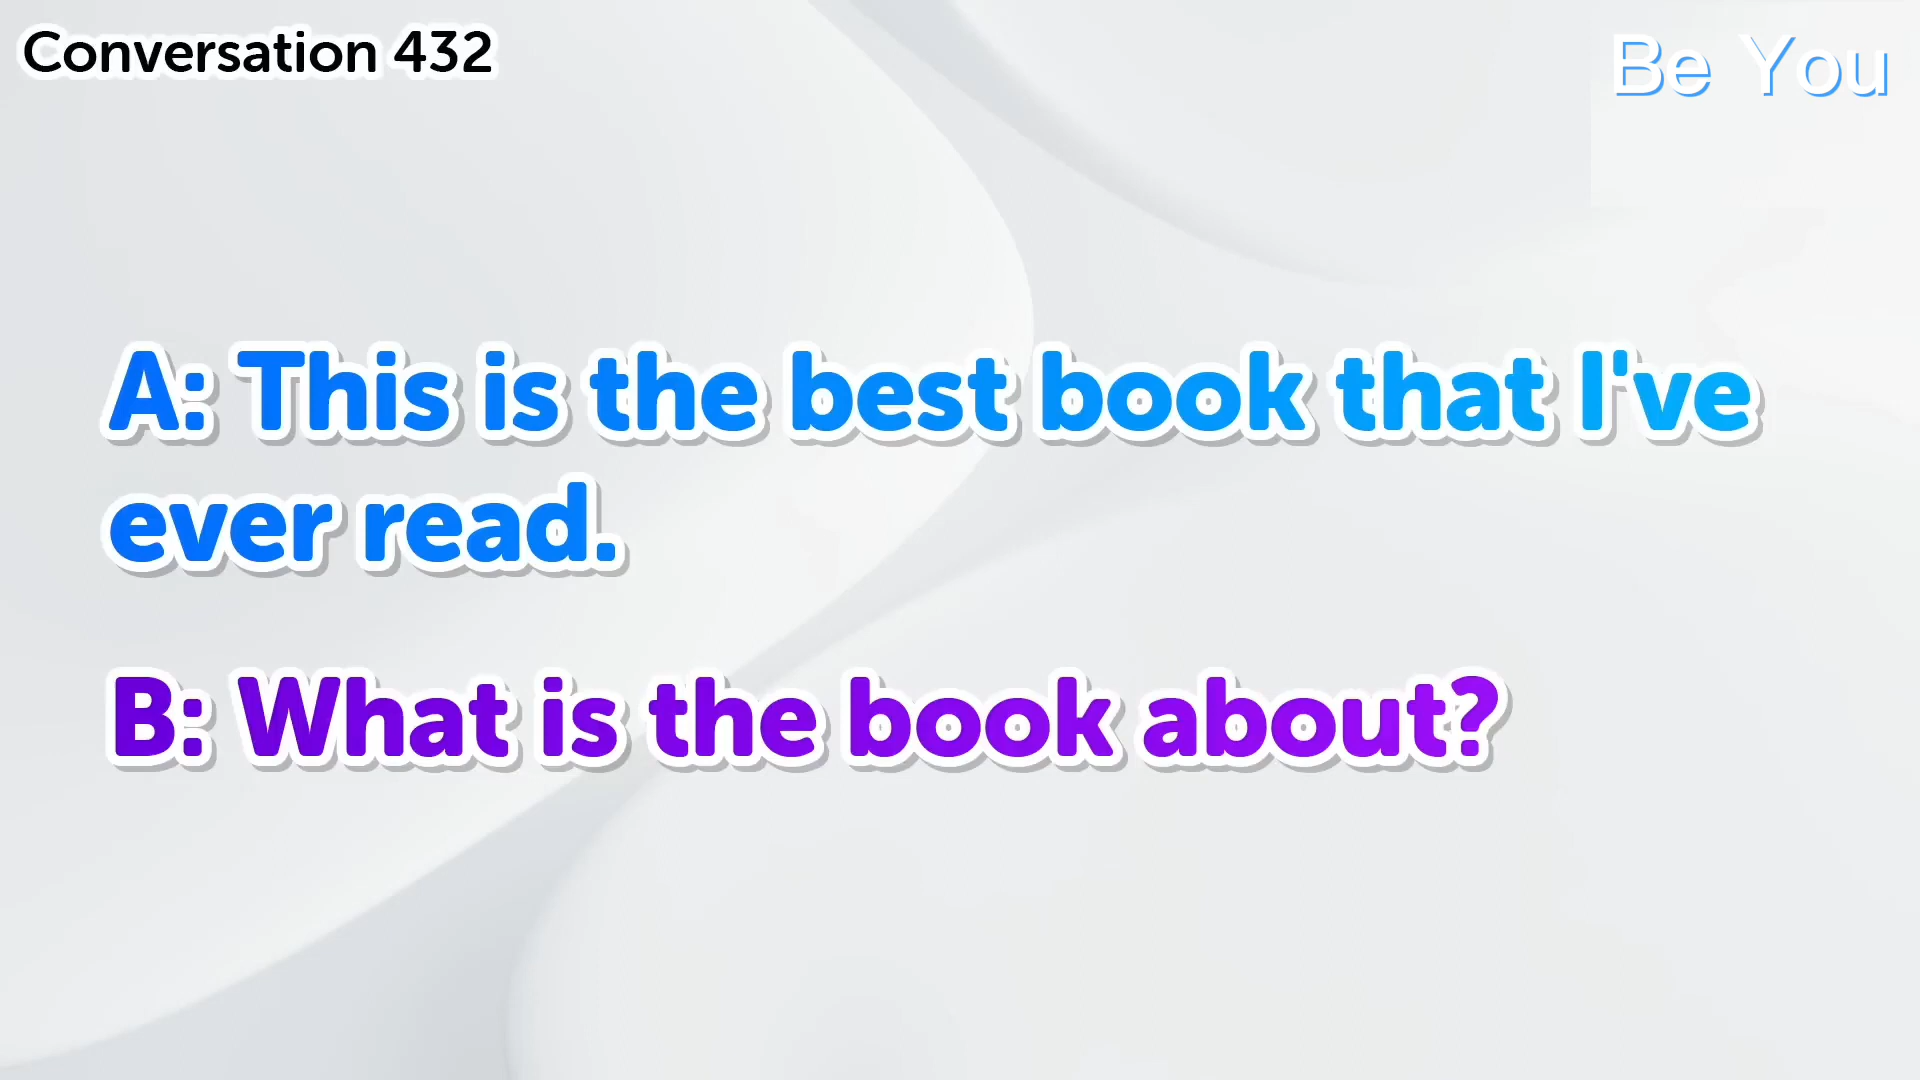 Conversation 432
Be You
A: This is the best book that I've
ever read.
B: What is the book about?